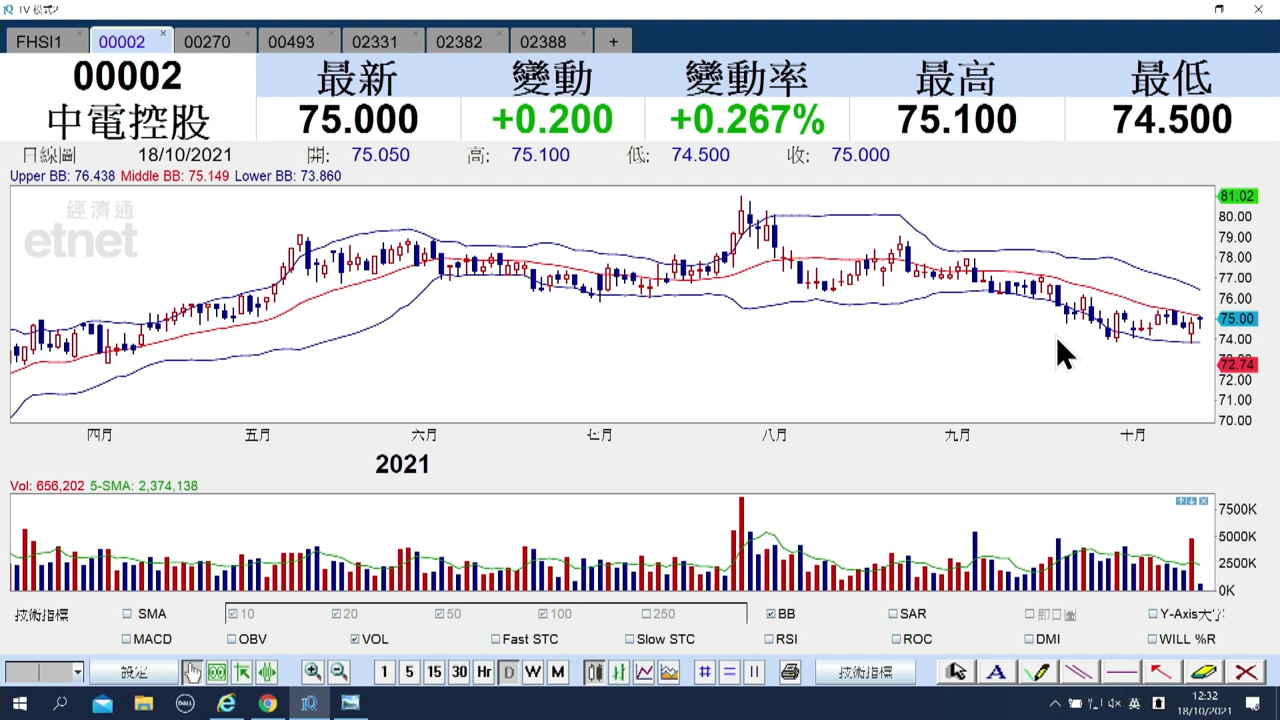 TV 模式2
FHSI1 00002 00270 00493 02331 02382 02388 +
00002 最新 變動 變動率 最高 最低
中電控股 75.000 +0.200 +0.267% 75.100 74.500
日線圖 18/10/2021 開: 75.050 高: 75.100 低: 74.500 收: 75.000
Upper BB: 76.438 Middle BB: 75.149 Lower BB: 73.860
經濟通
etnet
81.02
80.00
79.00
78.00
77.00
76.00
75.00
74.00
72.74
72.00
71.00
70.00
四月 五月 六月 七月 八月 九月 十月
2021
Vol: 656,202 5-SMA: 2,374,138
7500K
5000K
2500K
0K
技術指標 SMA 10 20 50 100 250 BB SAR 即日圖 Y-Axis大字
MACD OBV VOL Fast STC Slow STC RSI ROC DMI WILL %R
設定 1 5 15 30 Hr D W M 技術指標 A
DELL 英 12:32
18/10/2021